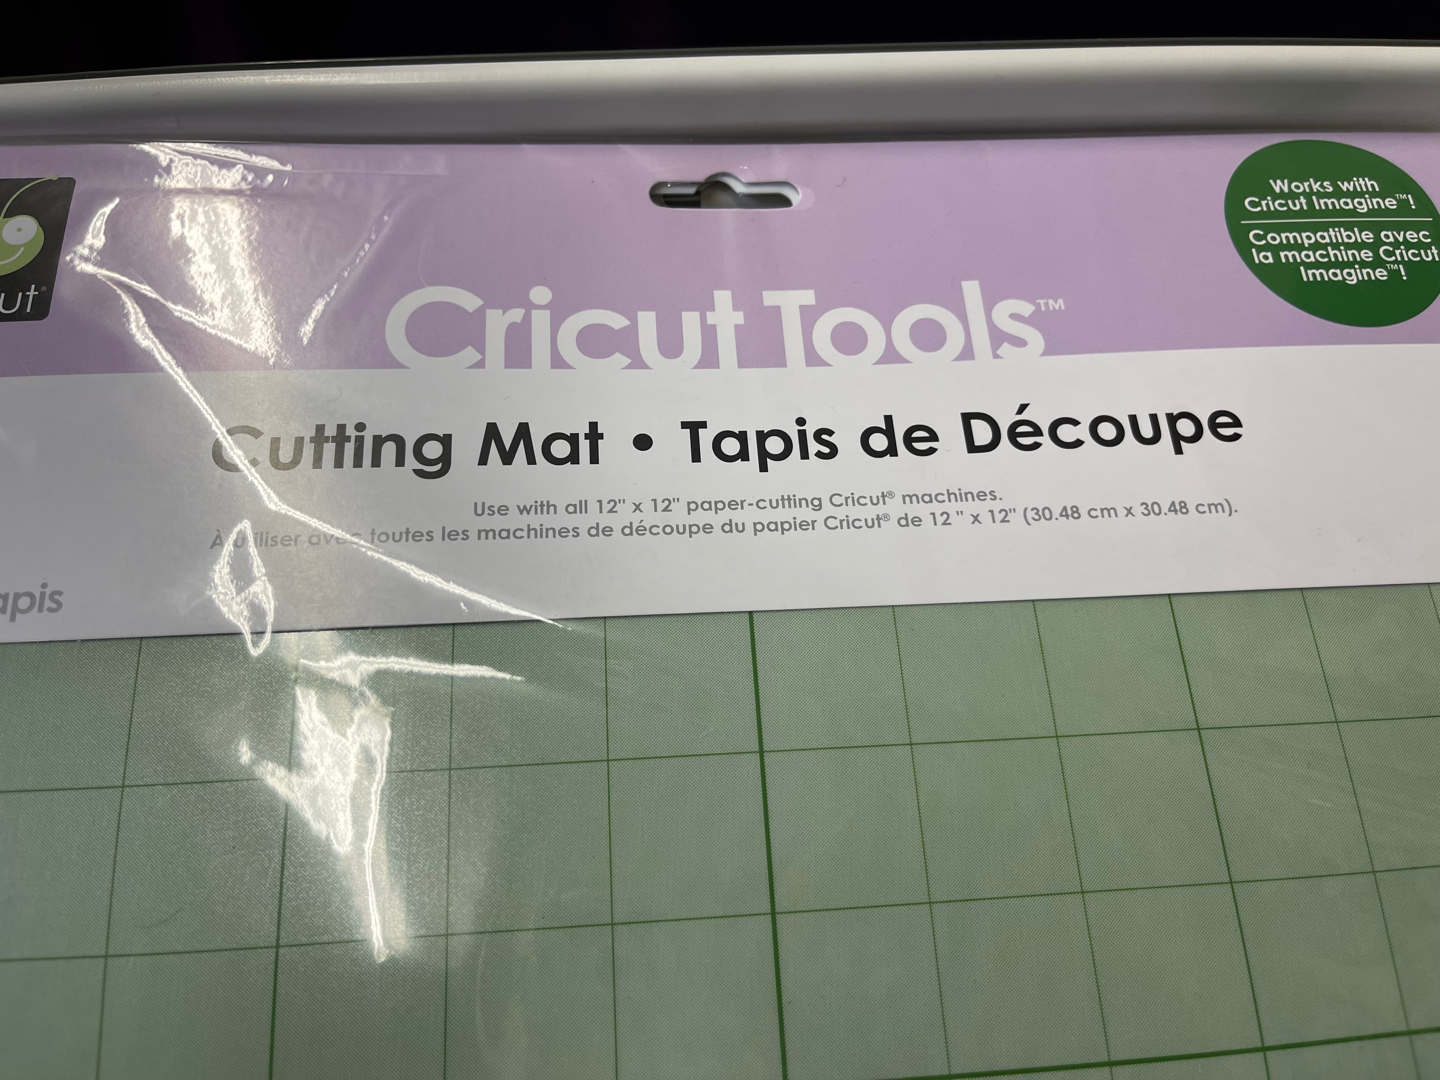 Works with
Cricut Imagine™!
Compatible avec
la machine Cricut
Imagine™!
ut®
Cricut Tools™
Cutting Mat • Tapis de Découpe
Use with all 12" x 12" paper-cutting Cricut® machines.
À utiliser avec toutes les machines de découpe du papier Cricut® de 12 " x 12" (30.48 cm x 30.48 cm).
apis